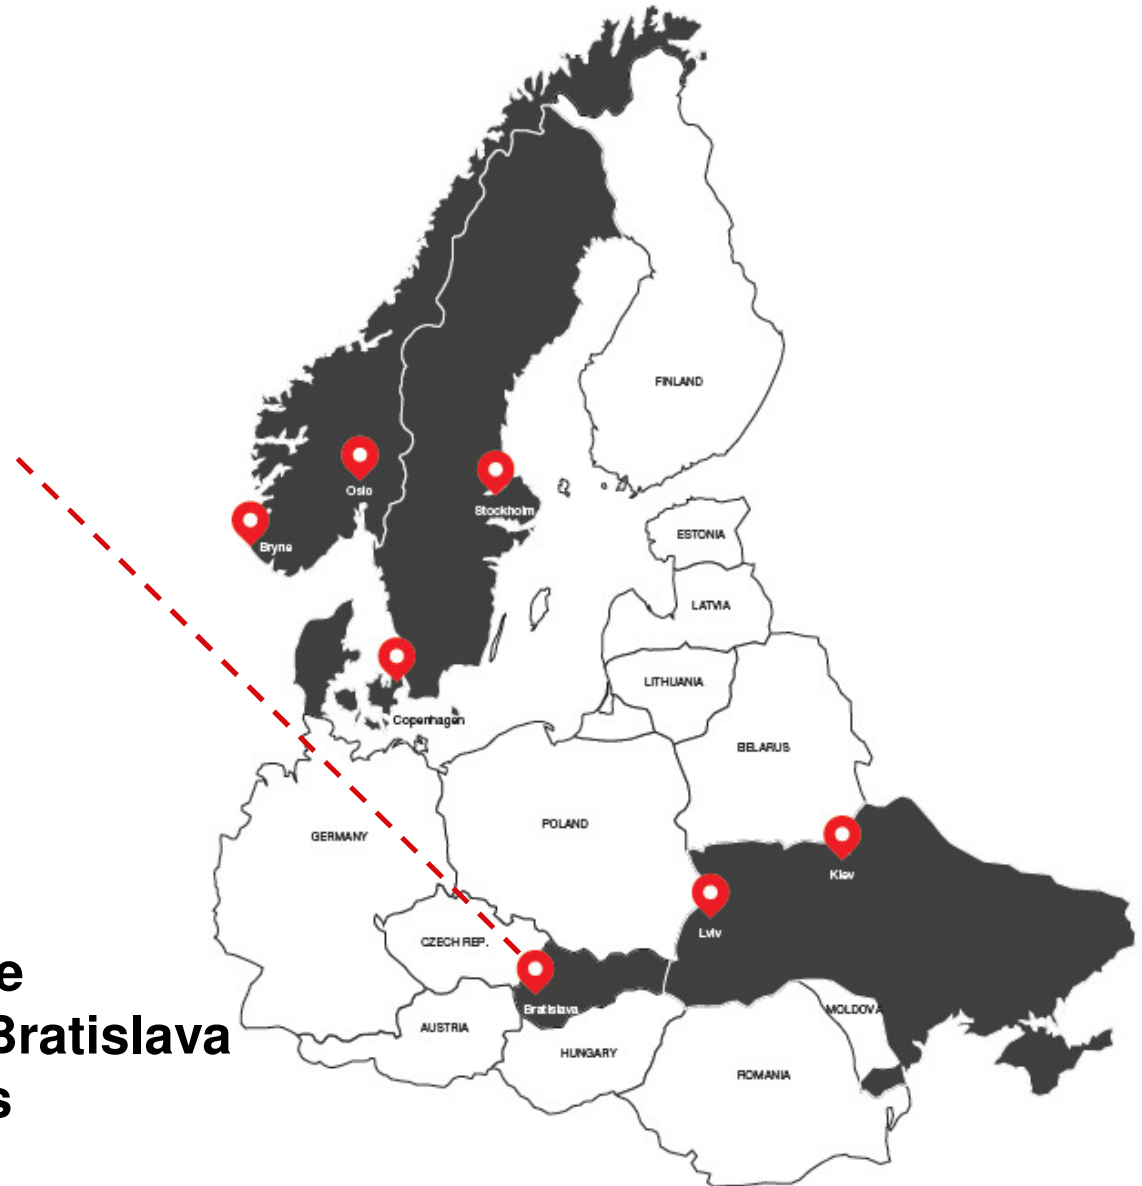 FINLAND
Oslo
Stockholm
Bryne
ESTONIA
LATVIA
LITHUANIA
Copenhagen
BELARUS
POLAND
GERMANY
Kiev
Lviv
CZECH REP.
e
Bratislava
MOLDOVA
AUSTRIA
Bratislava
HUNGARY
ROMANIA
s